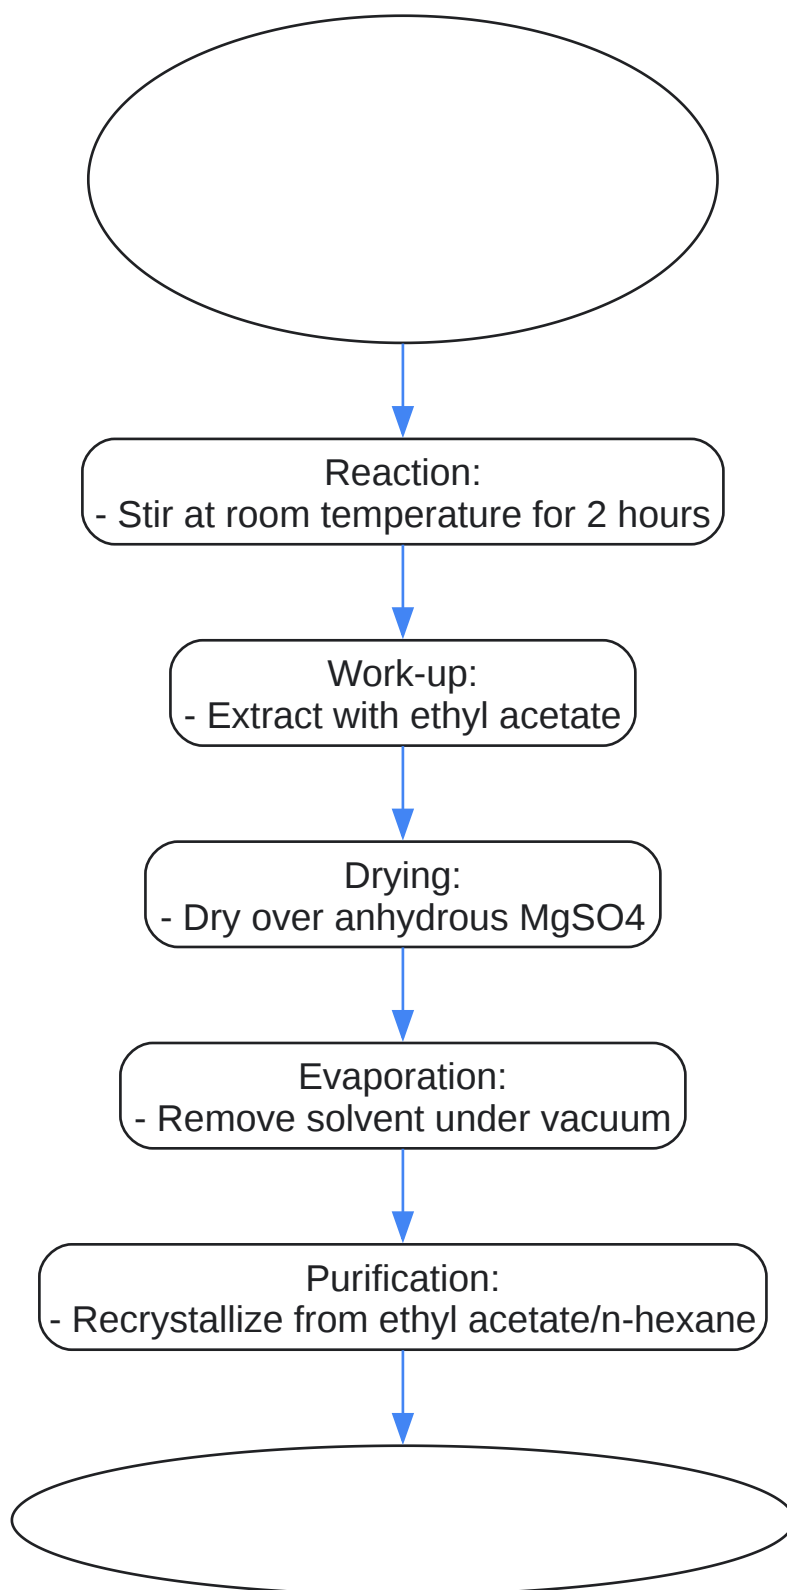 Reaction:
- Stir at room temperature for 2 hours
Work-up:
- Extract with ethyl acetate
Drying:
- Dry over anhydrous MgSO4
Evaporation:
- Remove solvent under vacuum
Purification:
- Recrystallize from ethyl acetate/n-hexane